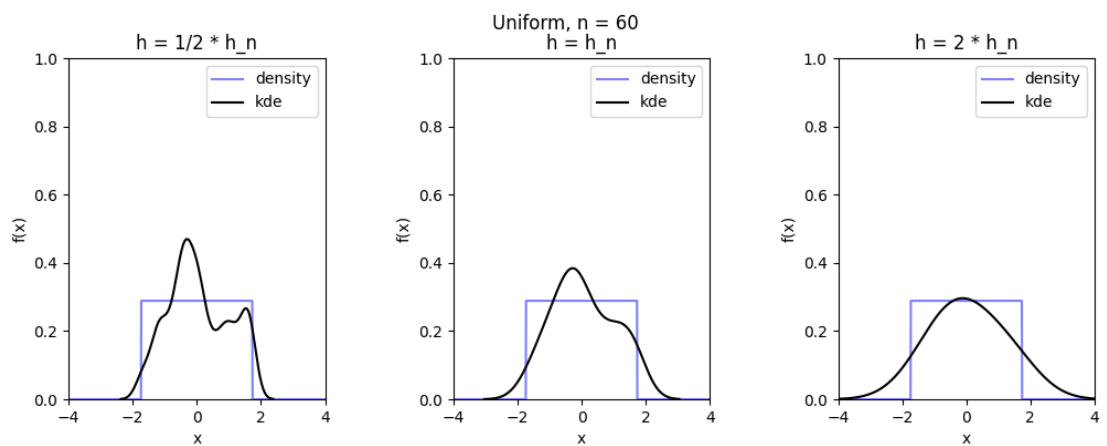 Uniform, n = 60
h = 1/2 * h_n
1.0
0.8
0.6
0.4
0.2
0.0
f(x)
density
kde
−4
−2
0
2
4
x
h = h_n
1.0
0.8
0.6
0.4
0.2
0.0
f(x)
density
kde
−4
−2
0
2
4
x
h = 2 * h_n
1.0
0.8
0.6
0.4
0.2
0.0
f(x)
density
kde
−4
−2
0
2
4
x